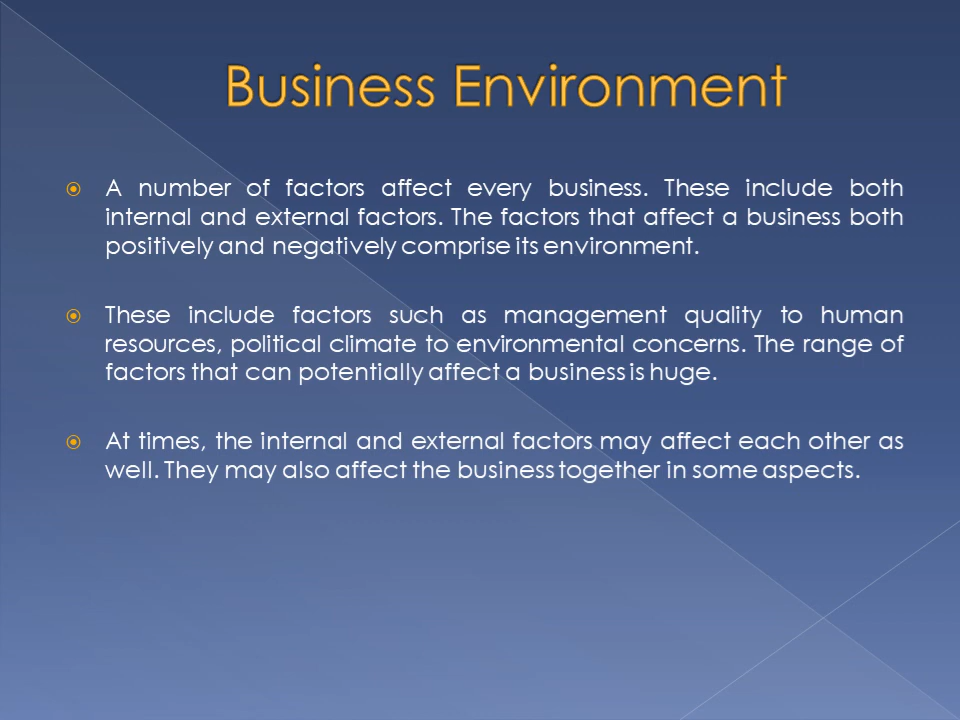 Business Environment
A number of factors affect every business. These include both
internal and external factors. The factors that affect a business both
positively and negatively comprise its environment.
These include factors such as management quality to human
resources, political climate to environmental concerns. The range of
factors that can potentially affect a business is huge.
At times, the internal and external factors may affect each other as
well. They may also affect the business together in some aspects.